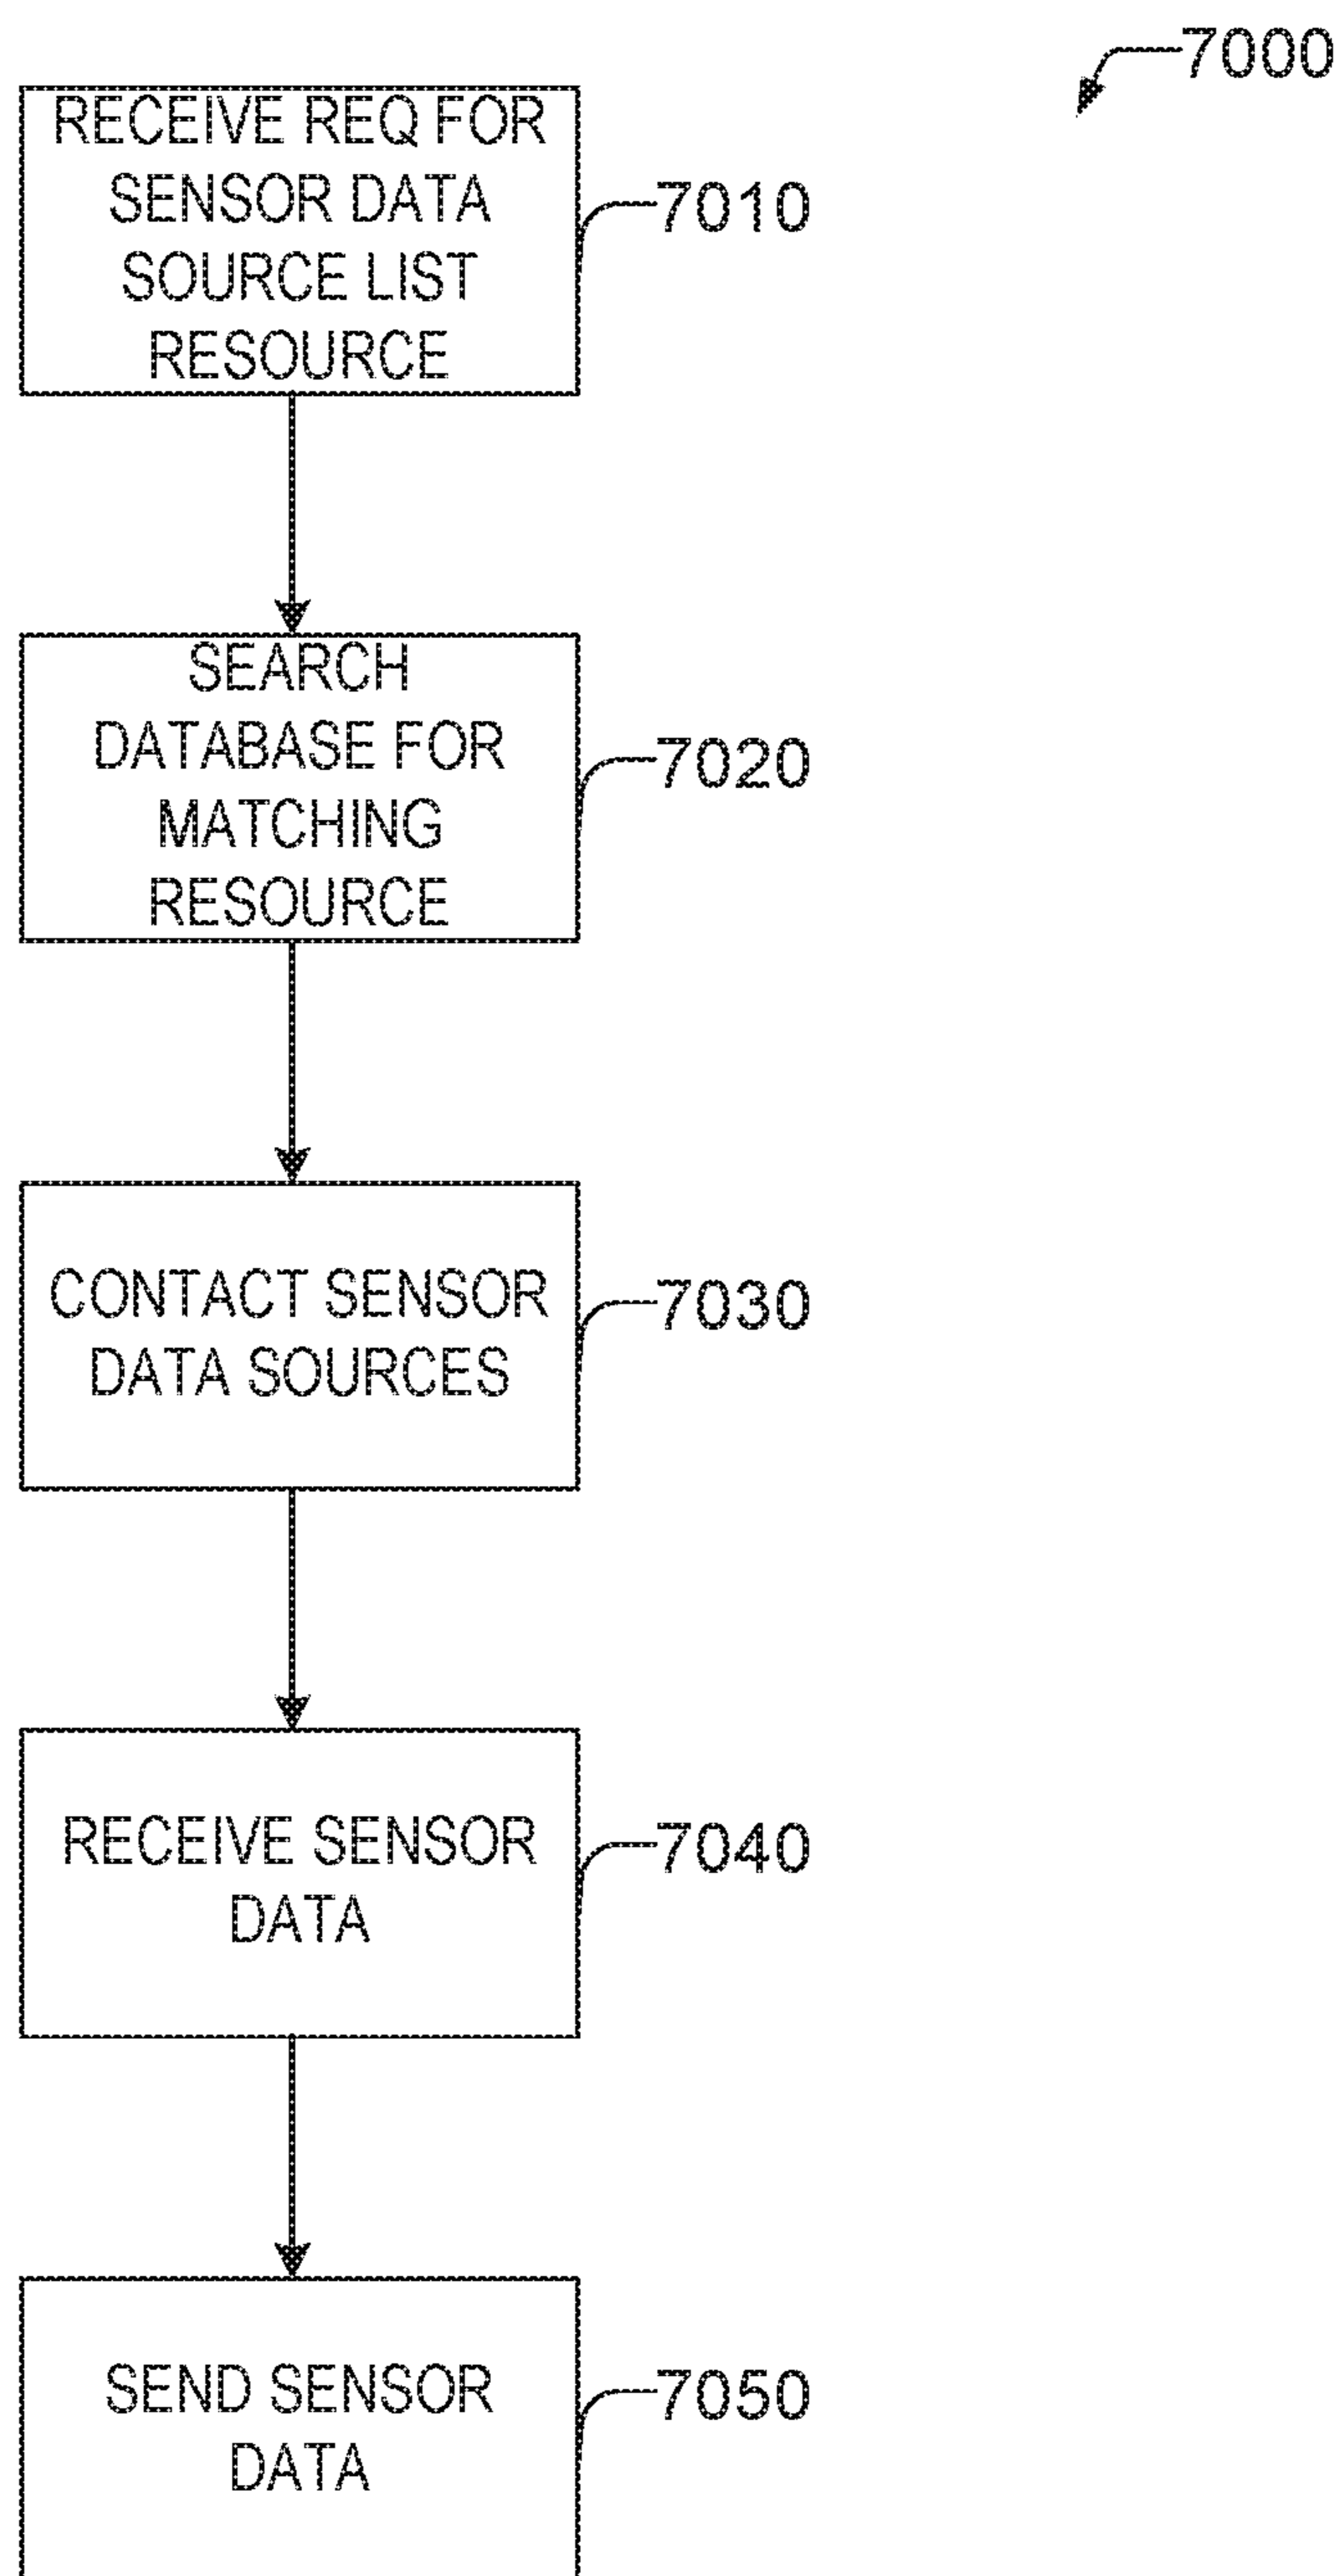 7000
RECEIVE REQ FOR
SENSOR DATA
SOURCE LIST
RESOURCE
7010
SEARCH
DATABASE FOR
MATCHING
RESOURCE
7020
CONTACT SENSOR
DATA SOURCES
7030
RECEIVE SENSOR
DATA
7040
SEND SENSOR
DATA
7050